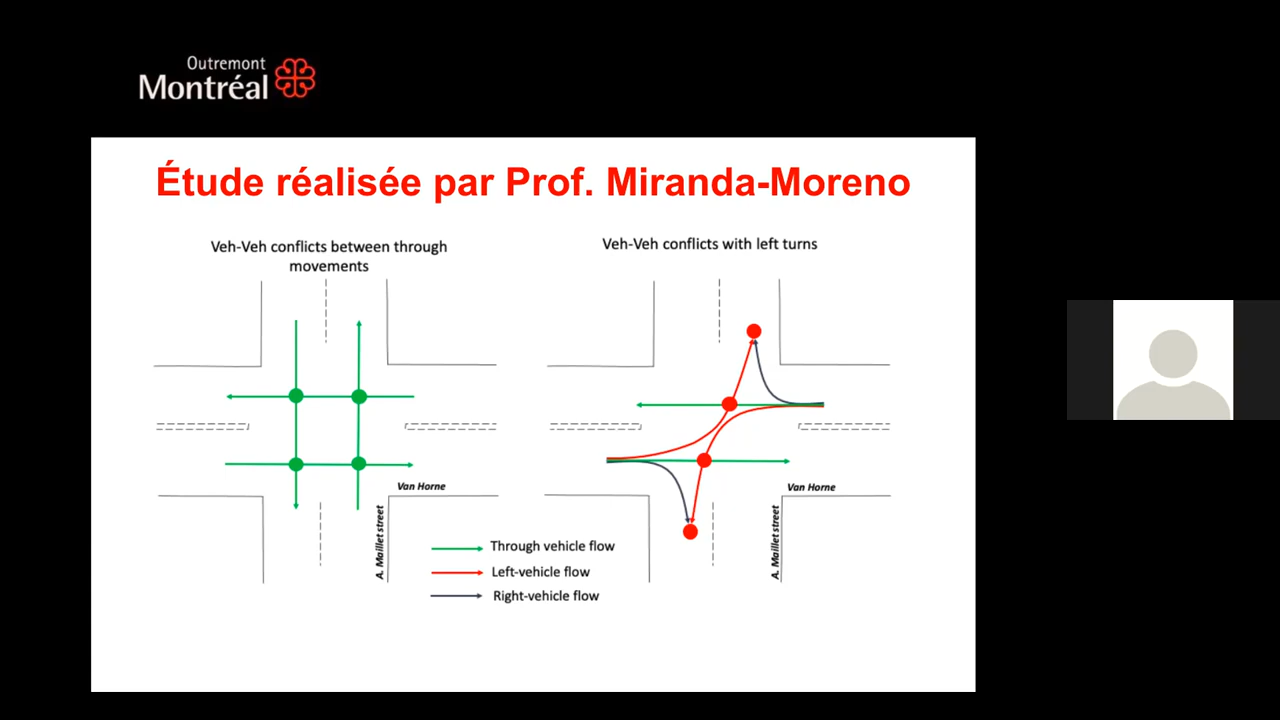 Outremont
Montréal
Étude réalisée par Prof. Miranda-Moreno
Veh-Veh conflicts between through
movements
Veh-Veh conflicts with left turns
Van Horne
A. Maillet street
Van Horne
A. Maillet street
Through vehicle flow
Left-vehicle flow
Right-vehicle flow